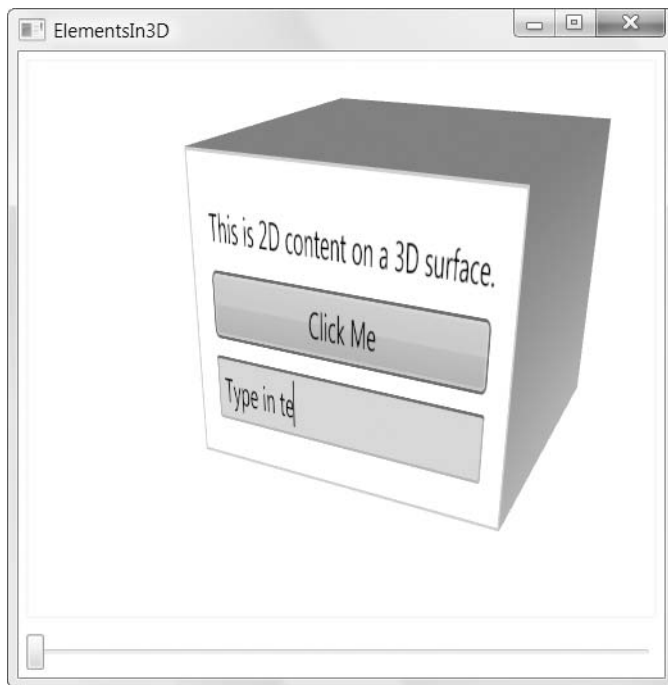 ElementsIn3D
This is 2D content on a 3D surface.
Click Me
Type in te